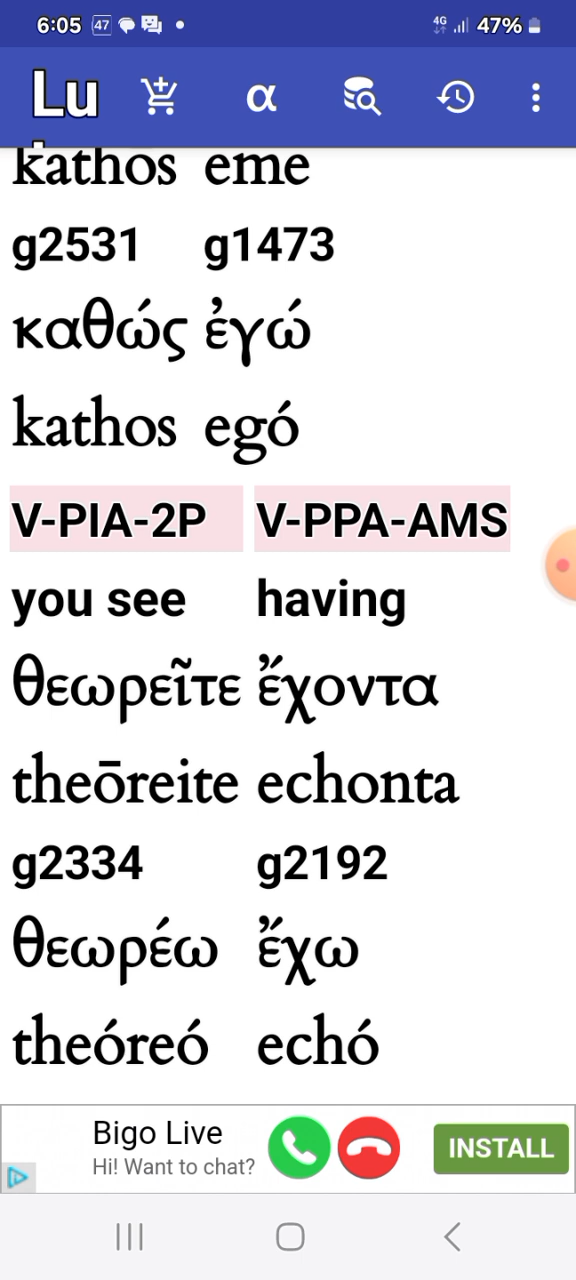 6:05 47 4G 47%
Lu α
kathos eme
g2531 g1473
καθώς ἐγώ
kathos egó
V-PIA-2P V-PPA-AMS
you see having
θεωρεῖτε ἔχοντα
theōreite echonta
g2334 g2192
θεωρέω ἔχω
theóreó echó
Bigo Live
Hi! Want to chat?
INSTALL